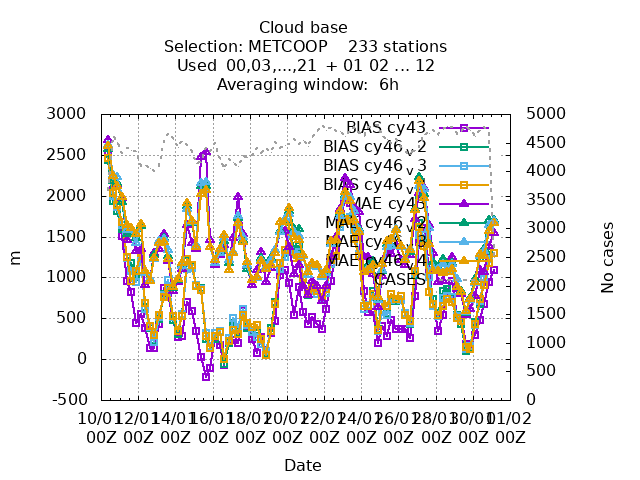 Cloud base
Selection: METCOOP    233 stations
Used  00,03,...,21  + 01 02 ... 12
Averaging window:  6h
3000
2500
2000
1500
1000
500
0
-500
m
5000
4500
4000
3500
3000
2500
2000
1500
1000
500
0
No cases
BIAS cy43
BIAS cy46_v2
BIAS cy46_v3
BIAS cy46_v4
MAE cy43
MAE cy46_v2
MAE cy46_v3
MAE cy46_v4
CASES
10/01 12/01 14/01 16/01 18/01 20/01 22/01 24/01 26/01 28/01 30/01 01/02
00Z 00Z 00Z 00Z 00Z 00Z 00Z 00Z 00Z 00Z 00Z 00Z
Date